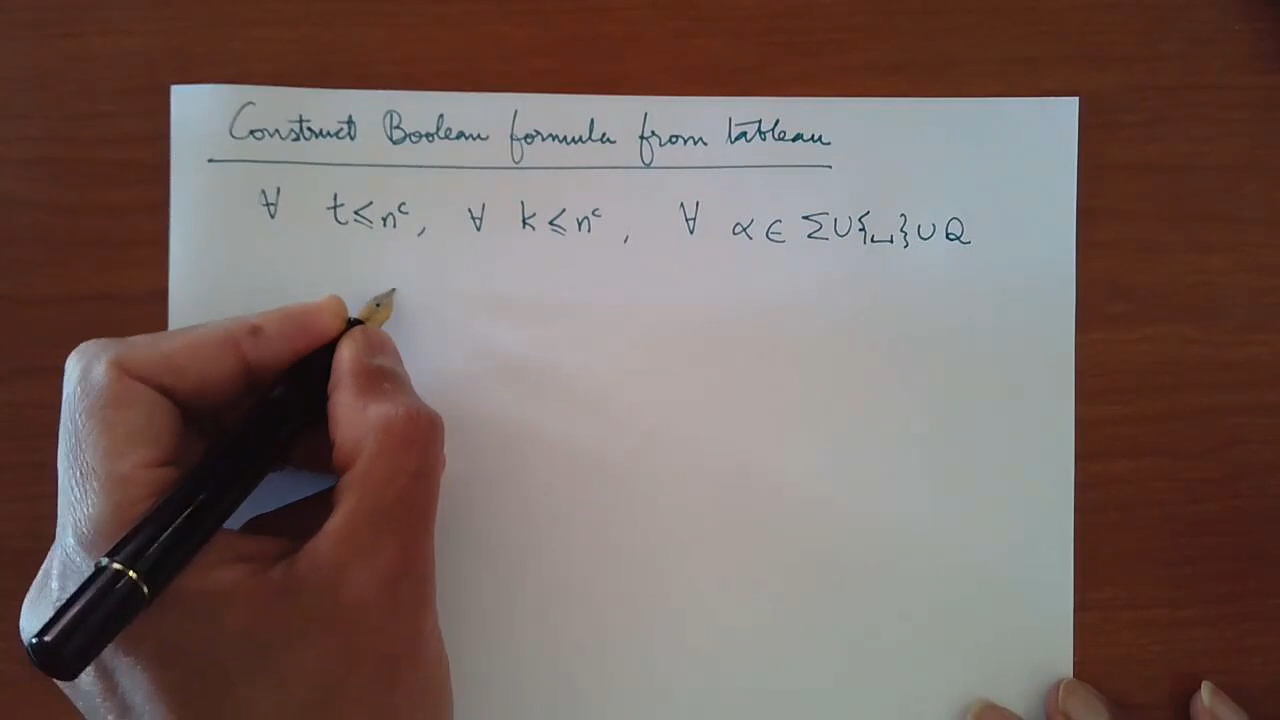 Construct Boolean formula from tableau
∀ t ≤ n^c, ∀ k ≤ n^c, ∀ α ∈ Σ∪{␣}∪Q